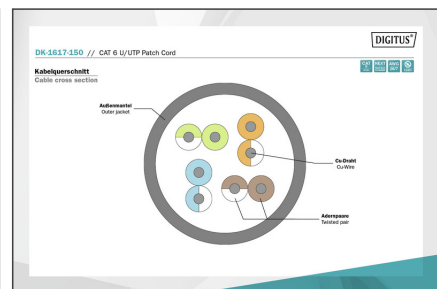 DIGITUS®
DK-1617-150 // CAT 6 U/UTP Patch Cord
Kabelquerschnitt
Cable cross section
Außenmantel
Outer jacket
Cu-Draht
Cu-Wire
Adernpaare
Twisted pair